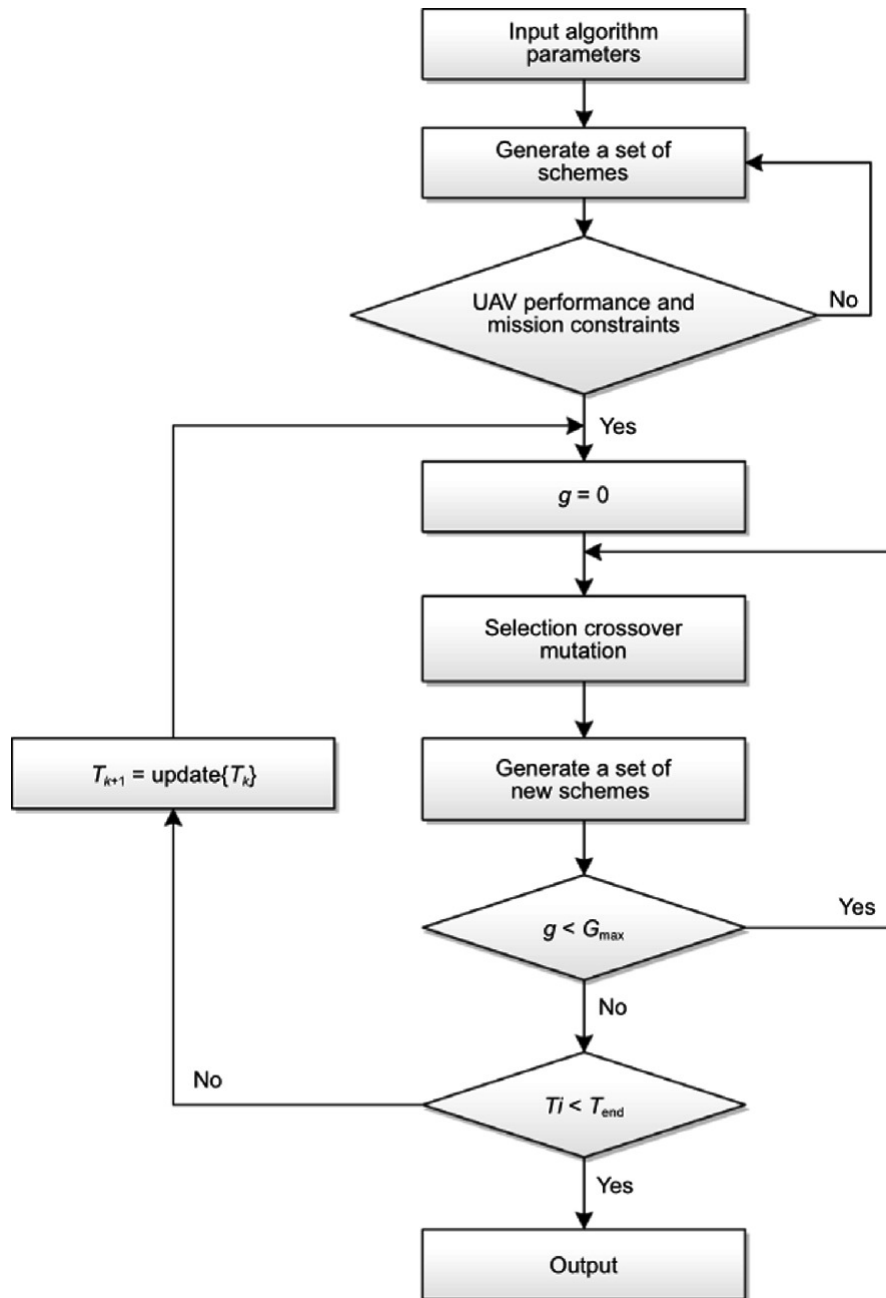 Input algorithm
parameters
Generate a set of
schemes
UAV performance and
mission constraints
No
Yes
g = 0
Selection crossover
mutation
Tk+1 = update{Tk}
Generate a set of
new schemes
g < Gmax
Yes
No
No
Ti < Tend
Yes
Output